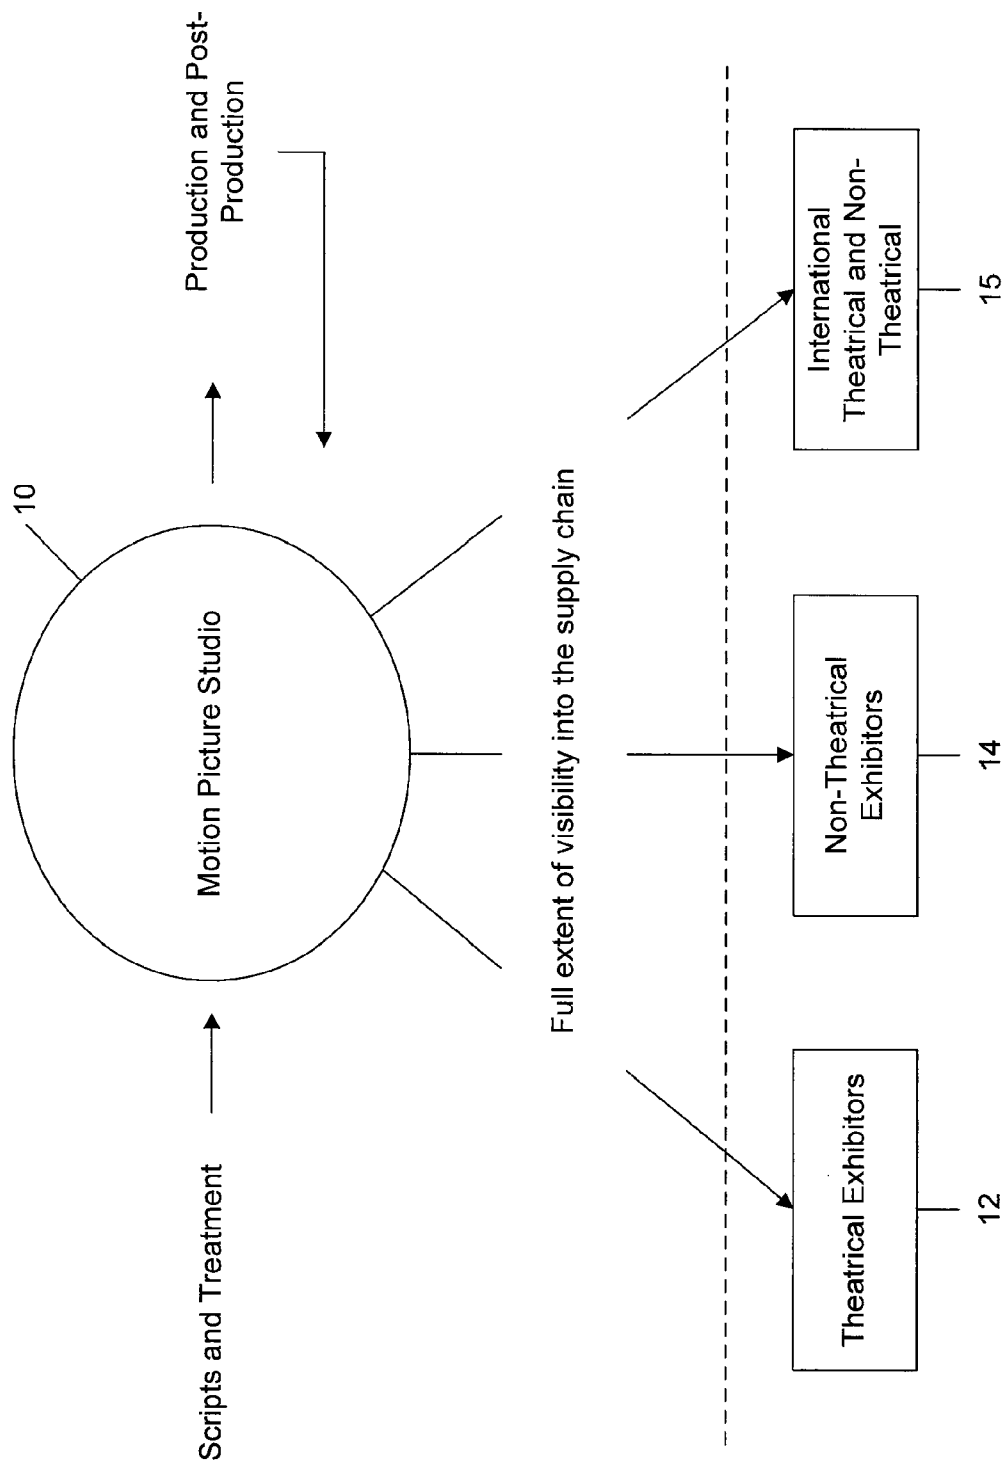 10
Scripts and Treatment
Motion Picture Studio
Production and Post-
Production
Full extent of visibility into the supply chain
Theatrical Exhibitors
Non-Theatrical
Exhibitors
International
Theatrical and Non-
Theatrical
12
14
15